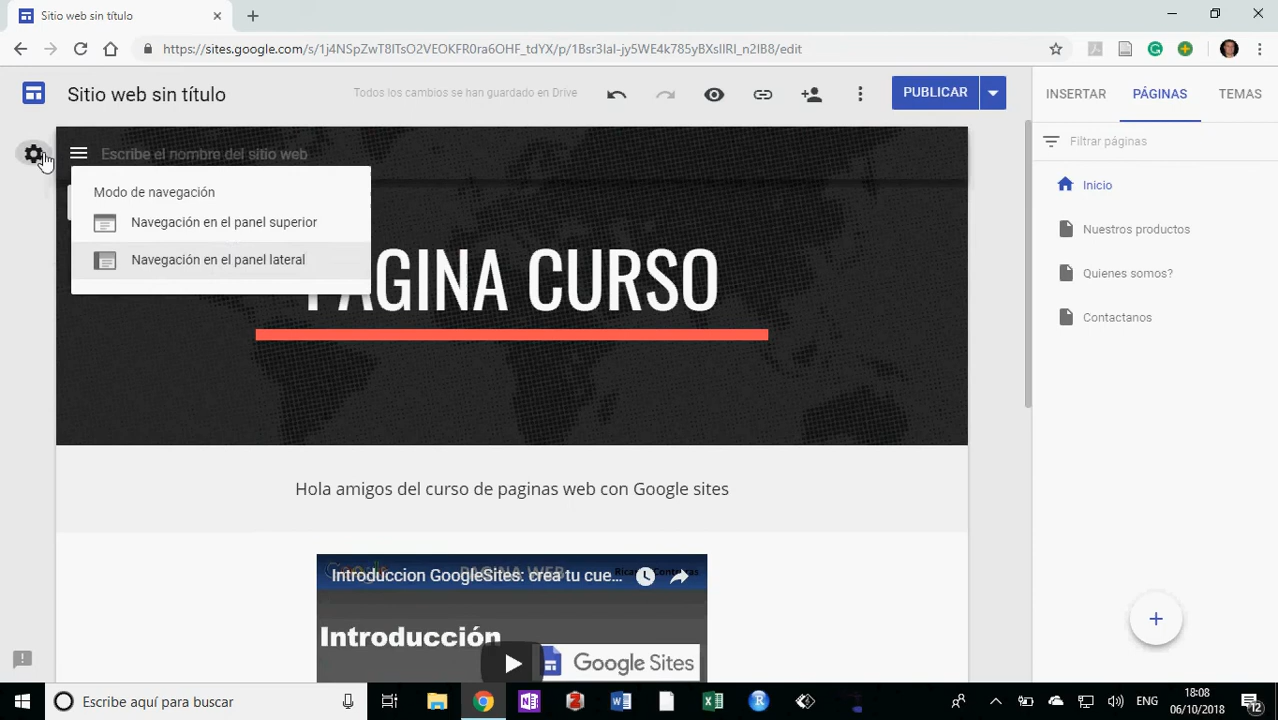 Sitio web sin título
https://sites.google.com/s/1j4NSpZwT8ITsO2VEOKFR0ra6OHF_tdYX/p/1Bsr3IaI-jy5WE4k785yBXsIIRI_n2IB8/edit
Sitio web sin título
Todos los cambios se han guardado en Drive
PUBLICAR
INSERTAR
PÁGINAS
TEMAS
Escribe el nombre del sitio web
Filtrar páginas
Modo de navegación
Navegación en el panel superior
Navegación en el panel lateral
Inicio
Nuestros productos
Quienes somos?
Contactanos
PAGINA CURSO
Hola amigos del curso de paginas web con Google sites
Introduccion GoogleSites: crea tu cue...
Introducción
Google Sites
Escribe aquí para buscar
ENG
18:08
06/10/2018
12